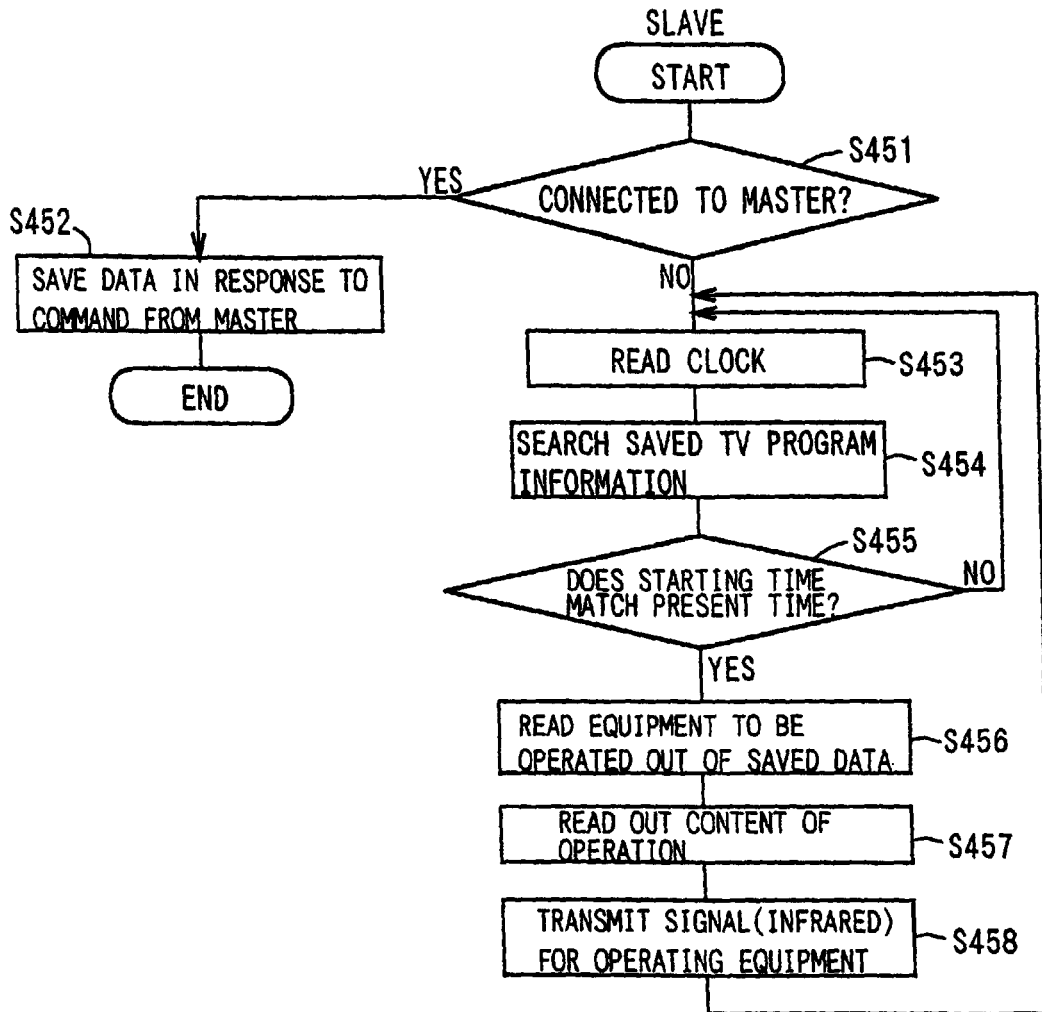 SLAVE
START
S451
YES
CONNECTED TO MASTER?
S452
NO
SAVE DATA IN RESPONSE TO
COMMAND FROM MASTER
READ CLOCK
S453
END
SEARCH SAVED TV PROGRAM
INFORMATION
S454
S455
NO
DOES STARTING TIME
MATCH PRESENT TIME?
YES
READ EQUIPMENT TO BE
OPERATED OUT OF SAVED DATA
S456
READ OUT CONTENT OF
OPERATION
S457
TRANSMIT SIGNAL(INFRARED)
FOR OPERATING EQUIPMENT
S458